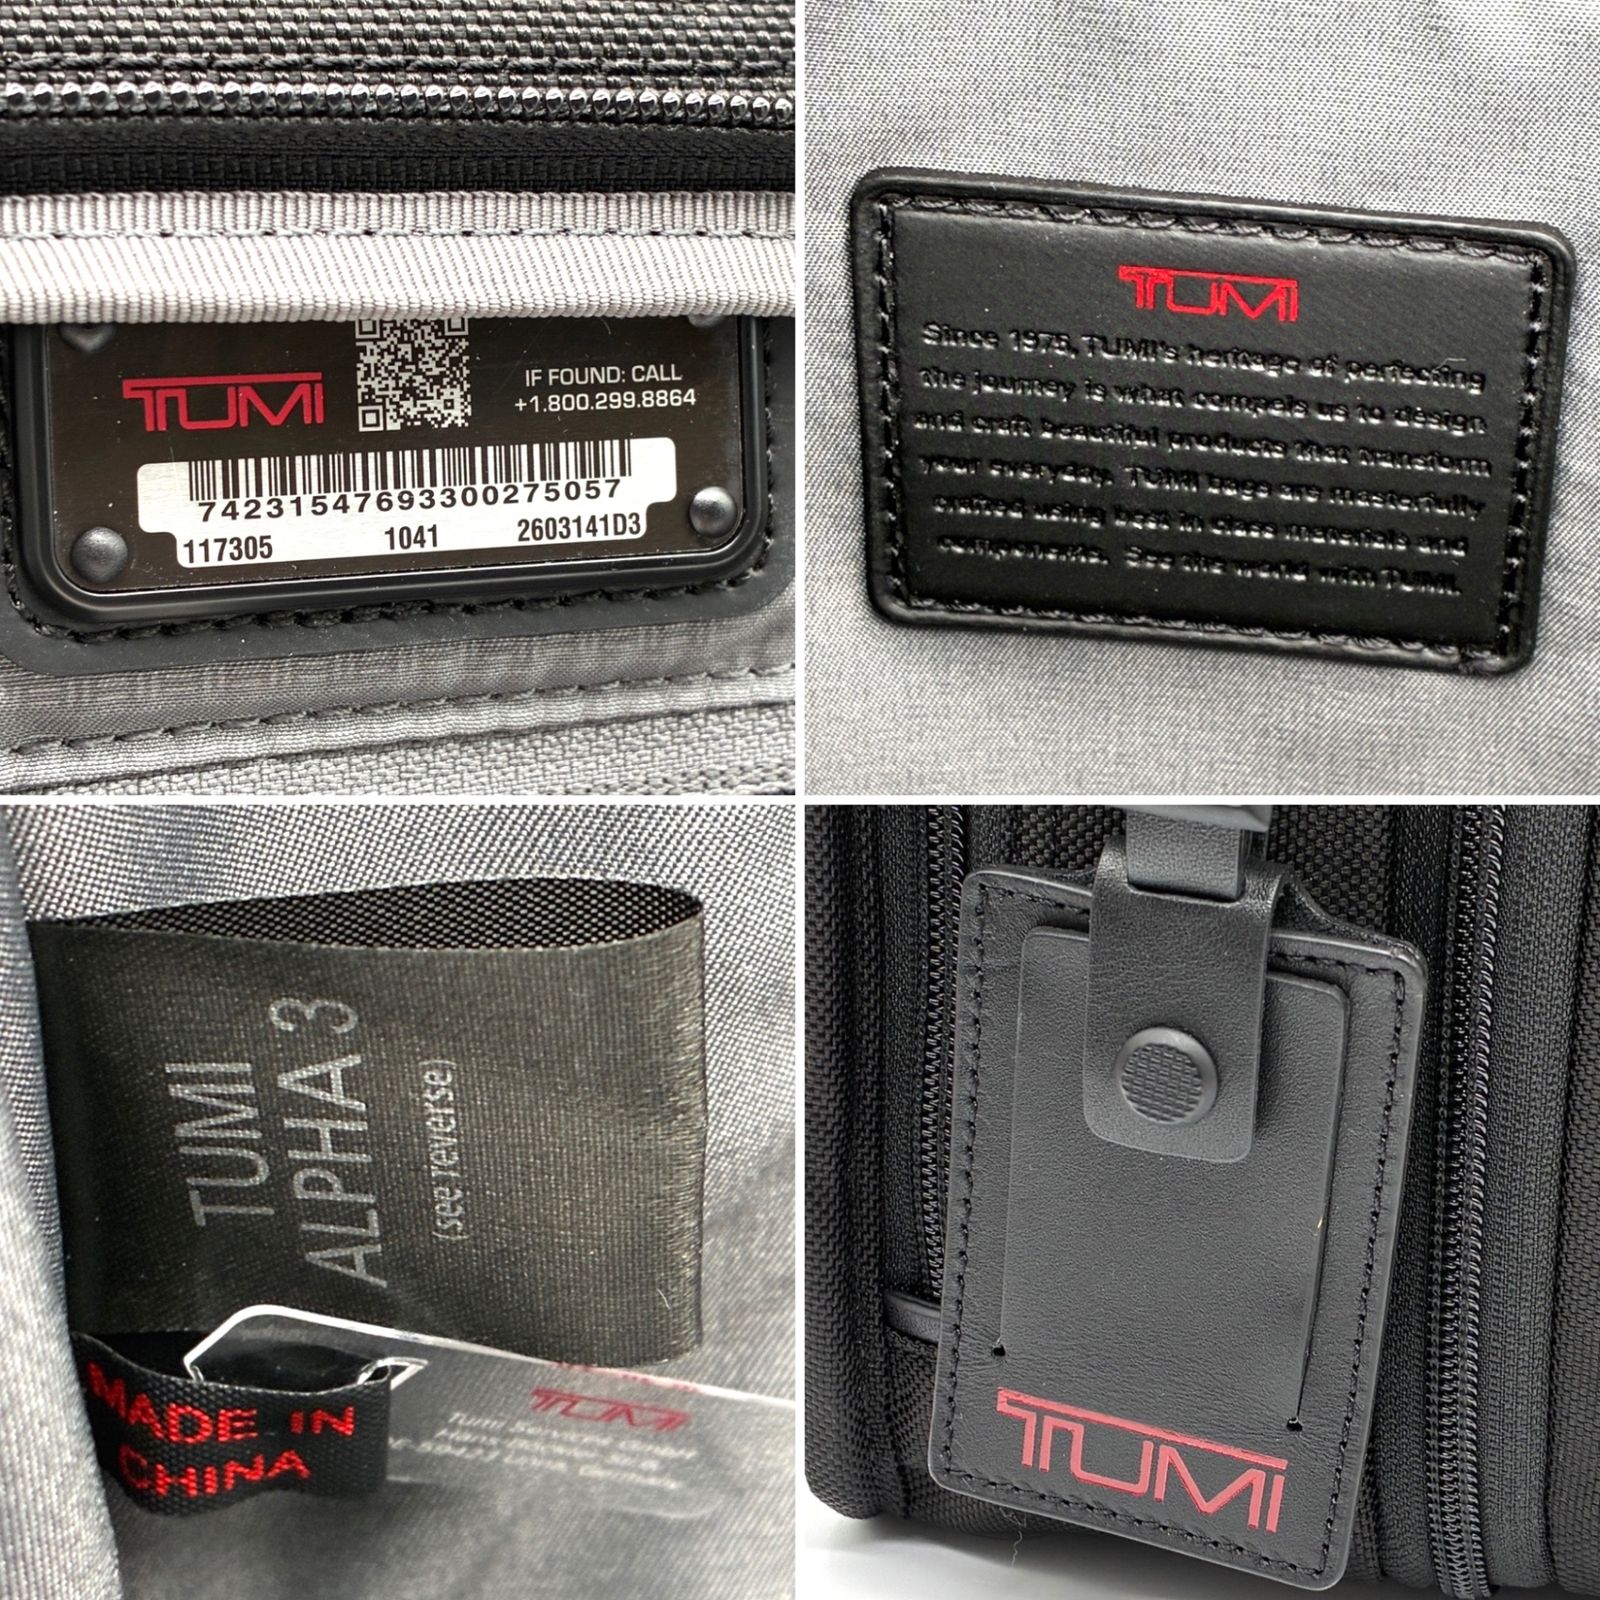 TUMI
IF FOUND: CALL
+1.800.299.8864
74231547693300275057
117305 1041 2603141D3
TUMI
Since 1975, TUMI's heritage of perfecting
the journey is what compels us to design
and craft beautiful products that transform
your everyday. TUMI bags are masterfully
crafted using best in class materials and
components. See the world with TUMI.
TUMI
ALPHA 3
(see reverse)
MADE IN
CHINA
TUMI
Tumi Services GmbH
TUMI